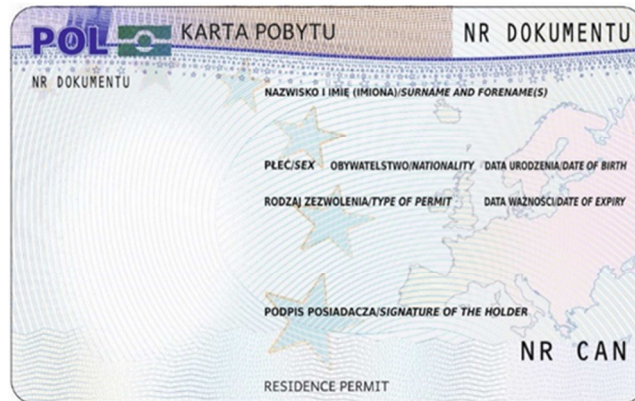 POL KARTA POBYTU NR DOKUMENTU
NR DOKUMENTU
NAZWISKO I IMIĘ (IMIONA)/SURNAME AND FORENAME(S)
PŁEĆ/SEX OBYWATELSTWO/NATIONALITY DATA URODZENIA/DATE OF BIRTH
RODZAJ ZEZWOLENIA/TYPE OF PERMIT DATA WAŻNOŚCI/DATE OF EXPIRY
PODPIS POSIADACZA/SIGNATURE OF THE HOLDER
NR CAN
RESIDENCE PERMIT